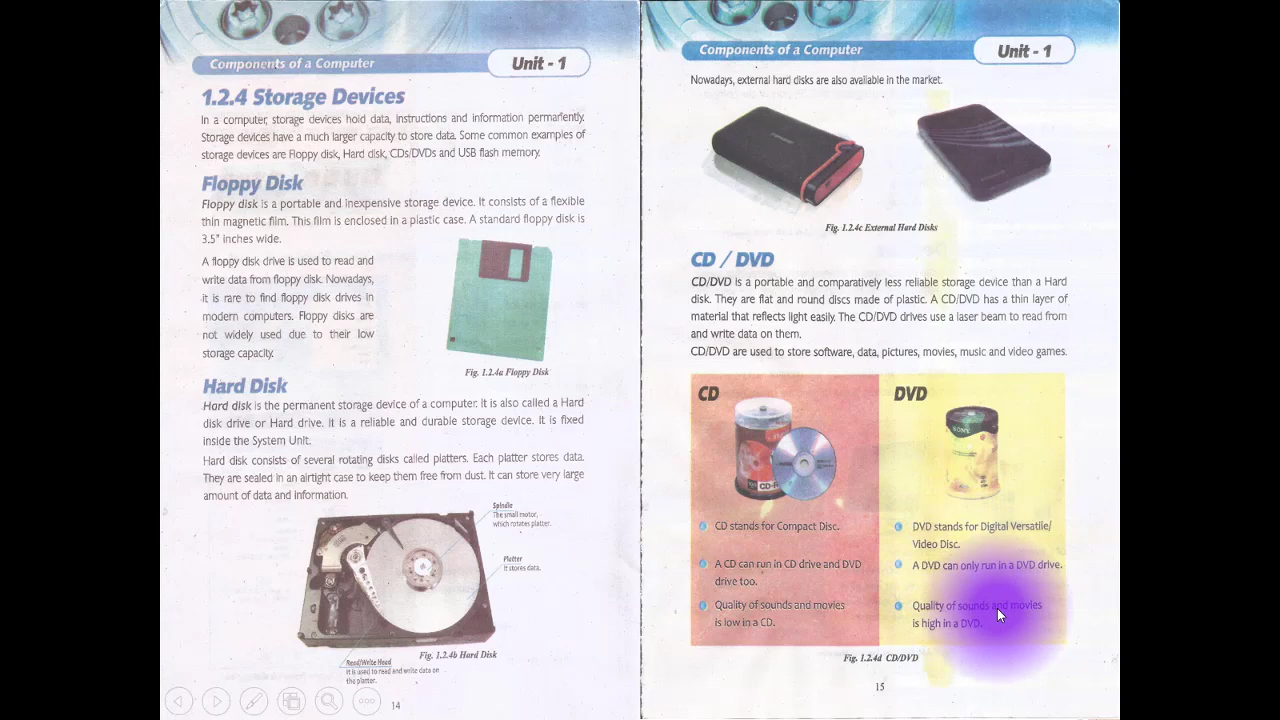 Components of a Computer
Unit - 1
1.2.4 Storage Devices
In a computer, storage devices hold data, instructions and information permanently.
Storage devices have a much larger capacity to store data. Some common examples of
storage devices are Floppy disk, Hard disk, CDs/DVDs and USB flash memory.
Floppy Disk
Floppy disk is a portable and inexpensive storage device. It consists of a flexible
thin magnetic film. This film is enclosed in a plastic case. A standard floppy disk is
3.5" inches wide.
A floppy disk drive is used to read and
write data from floppy disk. Nowadays,
it is rare to find floppy disk drives in
modern computers. Floppy disks are
not widely used due to their low
storage capacity.
Fig. 1.2.4a Floppy Disk
Hard Disk
Hard disk is the permanent storage device of a computer. It is also called a Hard
disk drive or Hard drive. It is a reliable and durable storage device. It is fixed
inside the System Unit.
Hard disk consists of several rotating disks called platters. Each platter stores data.
They are sealed in an airtight case to keep them free from dust. It can store very large
amount of data and information.
Spindle
The small motor,
which rotates platter.
Platter
It stores data.
Fig. 1.2.4b Hard Disk
Read/Write Head
It is used to read and write data on
the platter.
14
Components of a Computer
Unit - 1
Nowadays, external hard disks are also available in the market.
Fig. 1.2.4c External Hard Disks
CD / DVD
CD/DVD is a portable and comparatively less reliable storage device than a Hard
disk. They are flat and round discs made of plastic. A CD/DVD has a thin layer of
material that reflects light easily. The CD/DVD drives use a laser beam to read from
and write data on them.
CD/DVD are used to store software, data, pictures, movies, music and video games.
CD
CD-R
CD stands for Compact Disc.
A CD can run in CD drive and DVD
drive too.
Quality of sounds and movies
is low in a CD.
DVD
SONY
DVD stands for Digital Versatile/
Video Disc.
A DVD can only run in a DVD drive.
Quality of sounds and movies
is high in a DVD.
Fig. 1.2.4d CD/DVD
15